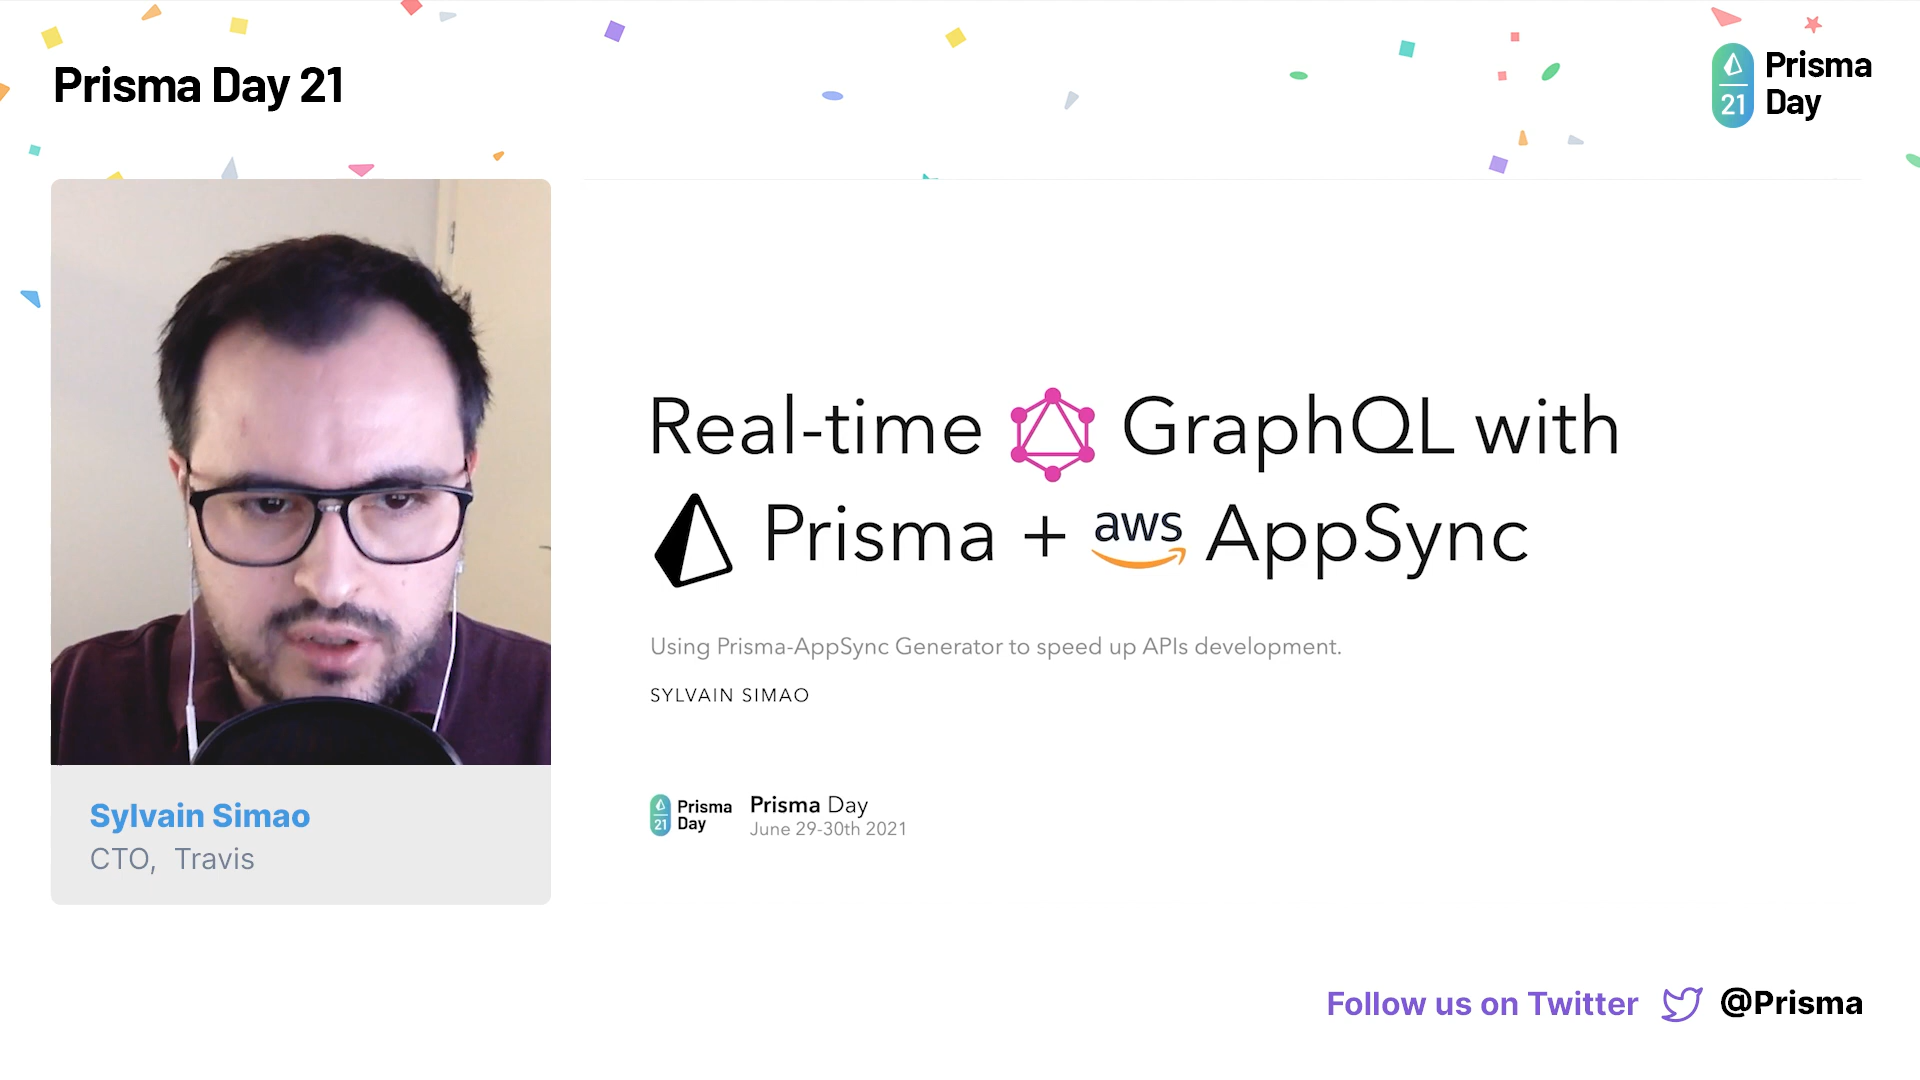 Prisma Day 21
21
Prisma
Day
Real-time GraphQL with
Prisma + aws AppSync
Using Prisma-AppSync Generator to speed up APIs development.
SYLVAIN SIMAO
21
Prisma
Day
Prisma Day
June 29-30th 2021
Sylvain Simao
CTO, Travis
Follow us on Twitter @Prisma